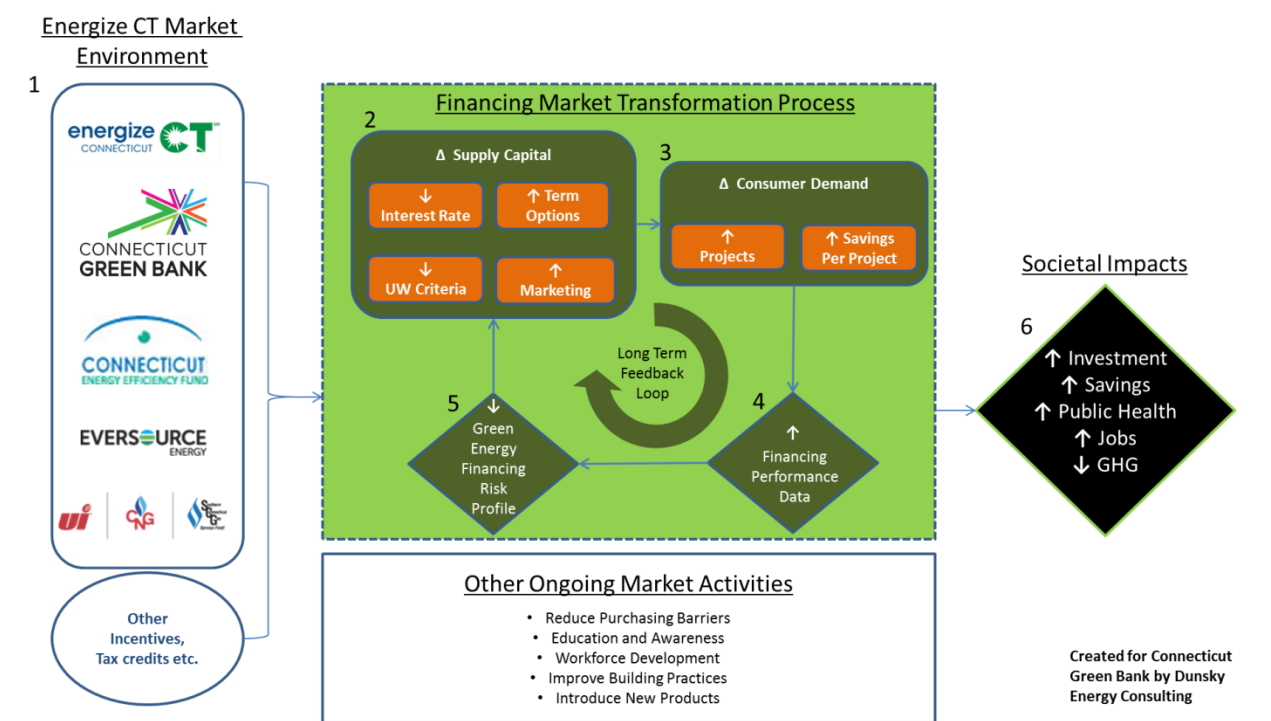 Energize CT Market
Environment
1
energize CT
CONNECTICUT
CONNECTICUT
GREEN BANK
CONNECTICUT
ENERGY EFFICIENCY FUND
EVERSOURCE
ENERGY
ui
CNG
Other
Incentives,
Tax credits etc.
Financing Market Transformation Process
2
Δ Supply Capital
↓
Interest Rate
↑ Term
Options
↓
UW Criteria
↑
Marketing
3
Δ Consumer Demand
↑
Projects
↑ Savings
Per Project
Long Term
Feedback
Loop
4
↑
Financing
Performance
Data
5
↓
Green
Energy
Financing
Risk
Profile
Other Ongoing Market Activities
• Reduce Purchasing Barriers
• Education and Awareness
• Workforce Development
• Improve Building Practices
• Introduce New Products
Societal Impacts
6
↑ Investment
↑ Savings
↑ Public Health
↑ Jobs
↓ GHG
Created for Connecticut
Green Bank by Dunsky
Energy Consulting